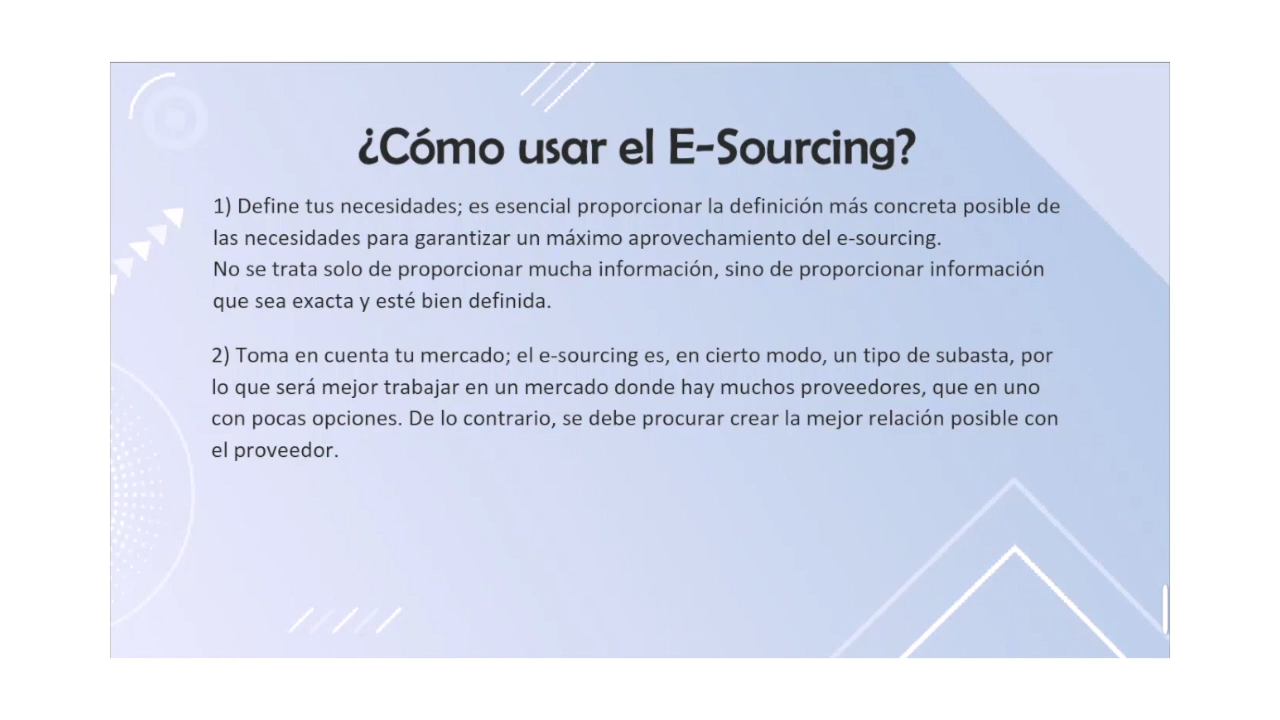 ¿Cómo usar el E-Sourcing?
1) Define tus necesidades; es esencial proporcionar la definición más concreta posible de
las necesidades para garantizar un máximo aprovechamiento del e-sourcing.
No se trata solo de proporcionar mucha información, sino de proporcionar información
que sea exacta y esté bien definida.
2) Toma en cuenta tu mercado; el e-sourcing es, en cierto modo, un tipo de subasta, por
lo que será mejor trabajar en un mercado donde hay muchos proveedores, que en uno
con pocas opciones. De lo contrario, se debe procurar crear la mejor relación posible con
el proveedor.